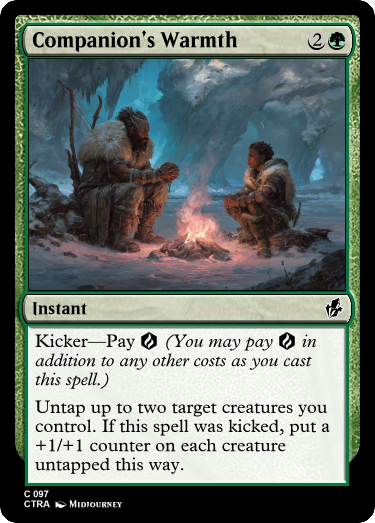 Companion's Warmth 2
Instant
Kicker—Pay (You may pay in
addition to any other costs as you cast
this spell.)
Untap up to two target creatures you
control. If this spell was kicked, put a
+1/+1 counter on each creature
untapped this way.
C 097
CTRA Midjourney